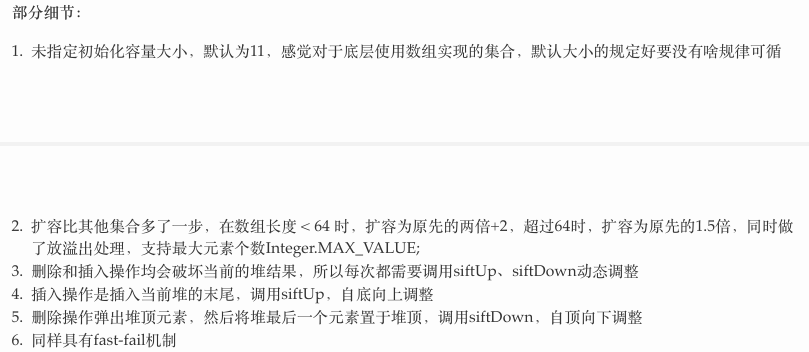 部分细节：
1. 未指定初始化容量大小，默认为11，感觉对于底层使用数组实现的集合，默认大小的规定好要没有啥规律可循
2. 扩容比其他集合多了一步，在数组长度 < 64 时，扩容为原先的两倍+2，超过64时，扩容为原先的1.5倍，同时做
了放溢出处理，支持最大元素个数Integer.MAX_VALUE;
3. 删除和插入操作均会破坏当前的堆结果，所以每次都需要调用siftUp、siftDown动态调整
4. 插入操作是插入当前堆的末尾，调用siftUp，自底向上调整
5. 删除操作弹出堆顶元素，然后将堆最后一个元素置于堆顶，调用siftDown，自顶向下调整
6. 同样具有fast-fail机制